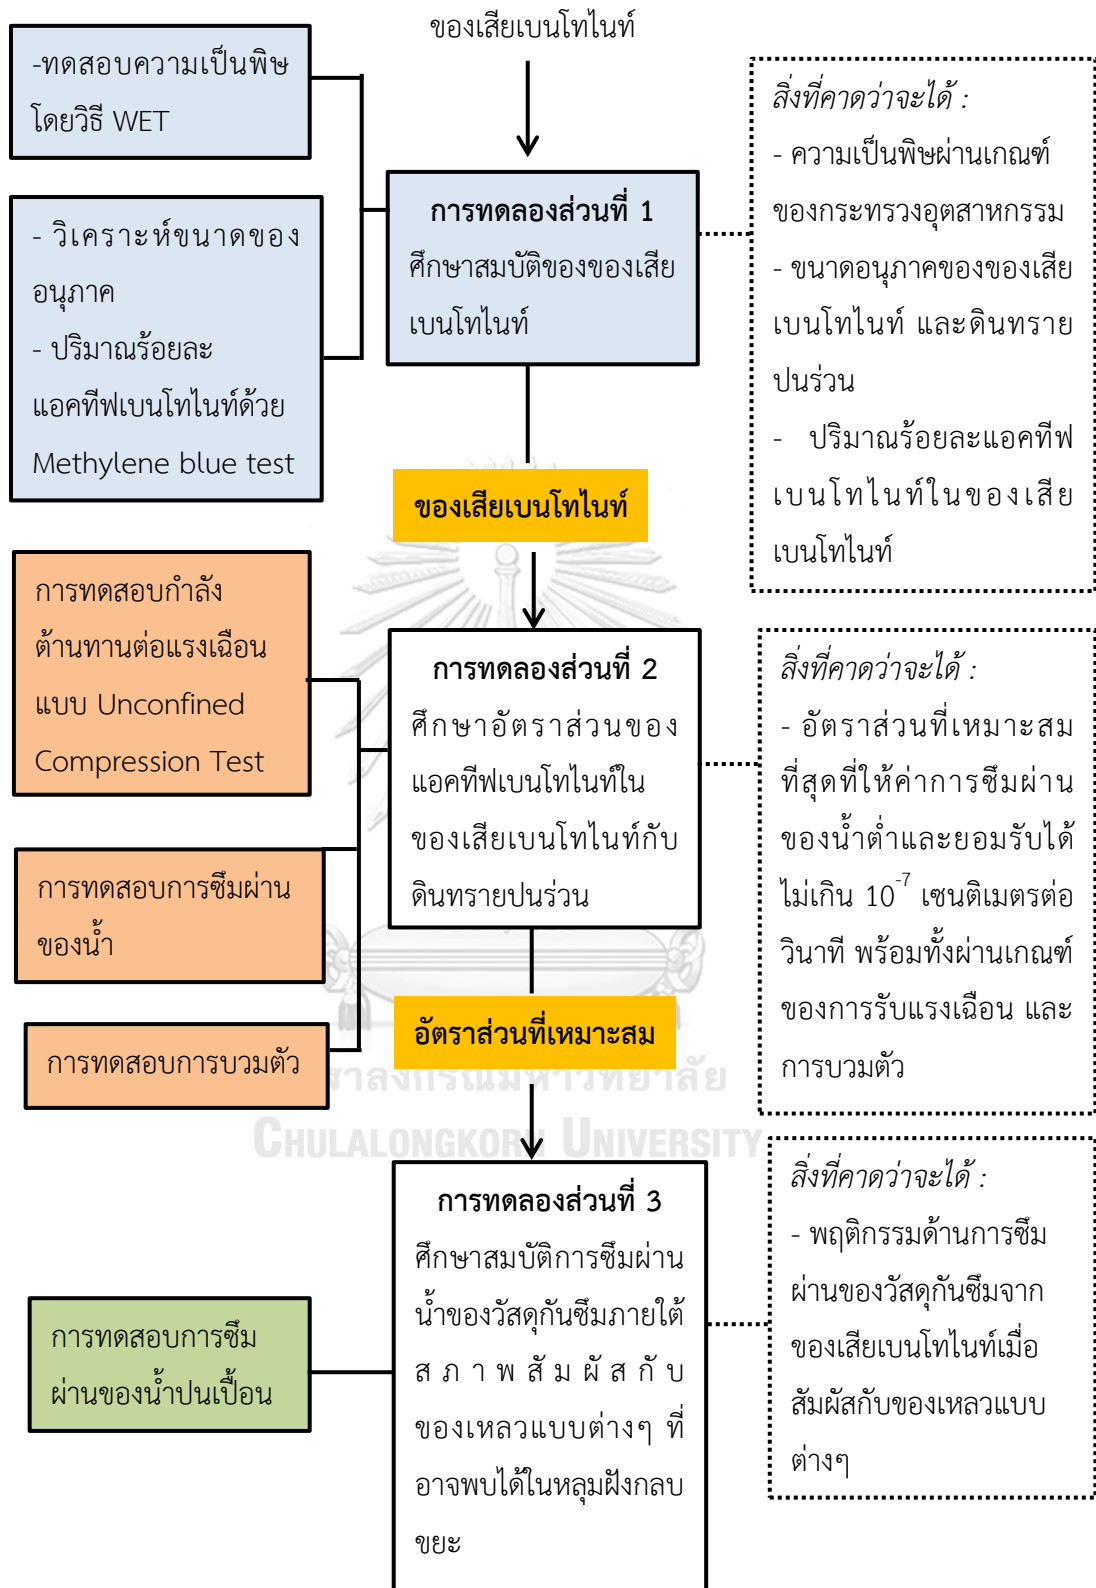 ของเสียเบนโทไนท์
-ทดสอบความเป็นพิษ
โดยวิธี WET
- วิเคราะห์ขนาดของ
อนุภาค
- ปริมาณร้อยละ
แอคทีฟเบนโทไนท์ด้วย
Methylene blue test
การทดลองส่วนที่ 1
ศึกษาสมบัติของของเสีย
เบนโทไนท์
สิ่งที่คาดว่าจะได้ :
- ความเป็นพิษผ่านเกณฑ์
ของกระทรวงอุตสาหกรรม
- ขนาดอนุภาคของของเสีย
เบนโทไนท์ และดินทราย
ปนร่วน
- ปริมาณร้อยละแอคทีฟ
เบนโทไนท์ในของเสีย
เบนโทไนท์
ของเสียเบนโทไนท์
การทดสอบกำลัง
ต้านทานต่อแรงเฉือน
แบบ Unconfined
Compression Test
การทดสอบการซึมผ่าน
ของน้ำ
การทดสอบการบวมตัว
การทดลองส่วนที่ 2
ศึกษาอัตราส่วนของ
แอคทีฟเบนโทไนท์ใน
ของเสียเบนโทไนท์กับ
ดินทรายปนร่วน
สิ่งที่คาดว่าจะได้ :
- อัตราส่วนที่เหมาะสม
ที่สุดที่ให้ค่าการซึมผ่าน
ของน้ำต่ำและยอมรับได้
ไม่เกิน 10⁻⁷ เซนติเมตรต่อ
วินาที พร้อมทั้งผ่านเกณฑ์
ของการรับแรงเฉือน และ
การบวมตัว
อัตราส่วนที่เหมาะสม
CHULALONGKORN UNIVERSITY
การทดลองส่วนที่ 3
ศึกษาสมบัติการซึมผ่าน
น้ำของวัสดุกันซึมภายใต้
สภาพสัมผัสกับ
ของเหลวแบบต่างๆ ที่
อาจพบได้ในหลุมฝังกลบ
ขยะ
การทดสอบการซึม
ผ่านของน้ำปนเปื้อน
สิ่งที่คาดว่าจะได้ :
- พฤติกรรมด้านการซึม
ผ่านของวัสดุกันซึมจาก
ของเสียเบนโทไนท์เมื่อ
สัมผัสกับของเหลวแบบ
ต่างๆ